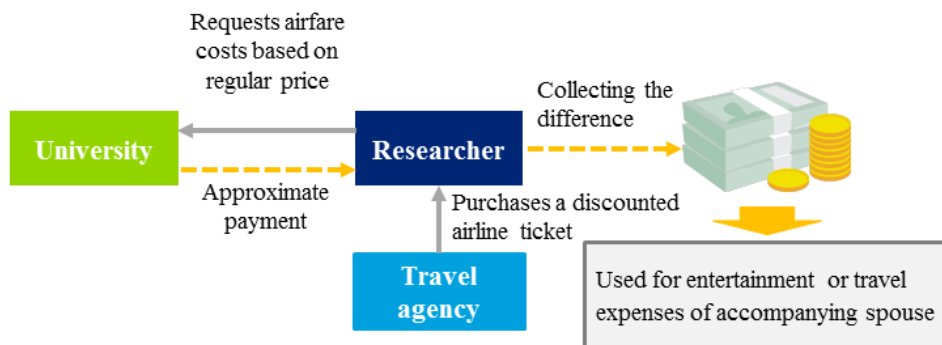 Requests airfare
costs based on
regular price
University
Approximate
payment
Researcher
Collecting the
difference
Purchases a discounted
airline ticket
Travel
agency
Used for entertainment or travel
expenses of accompanying spouse